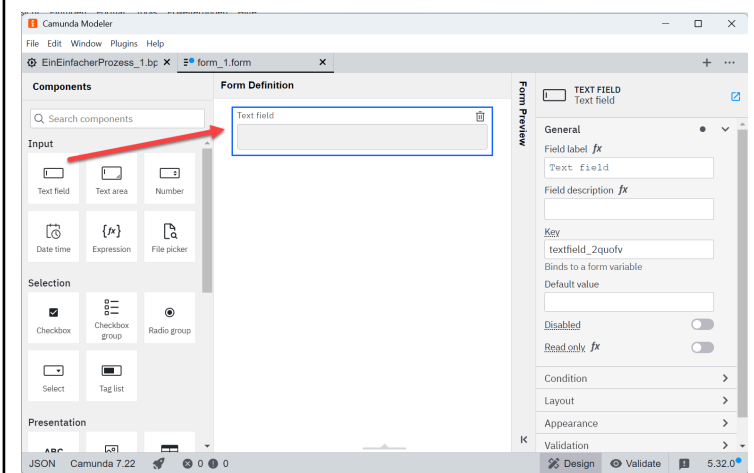 Camunda Modeler
File Edit Window Plugins Help
EinEinfacherProzess_1.bp
form_1.form
Components
Search components
Input
Text field
Text area
Number
Date time
Expression
File picker
Selection
Checkbox
Checkbox
group
Radio group
Select
Tag list
Presentation
Form Definition
Text field
Form Preview
TEXT FIELD
Text field
General
Field label fx
Text field
Field description fx
Key
textfield_2quofv
Binds to a form variable
Default value
Disabled
Read only fx
Condition
Layout
Appearance
Validation
JSON Camunda 7.22 0 0
Design Validate 5.32.0